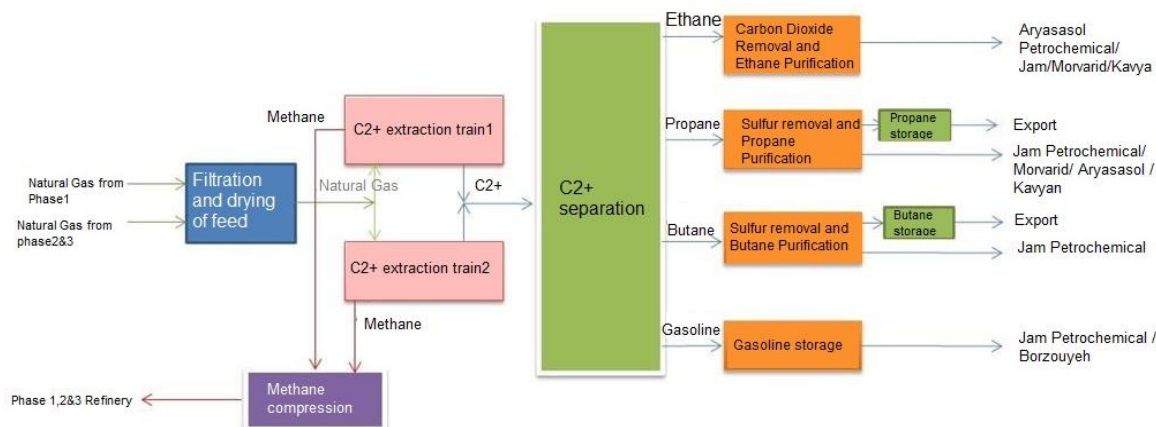 Natural Gas from
Phase1
Natural Gas from
phase2&3
Filtration
and drying
of feed
Methane
C2+ extraction train1
Natural Gas
C2+
C2+ extraction train2
Methane
Methane
compression
Phase 1,2&3 Refinery
C2+
separation
Ethane
Carbon Dioxide
Removal and
Ethane Purification
Aryasasol
Petrochemical/
Jam/Morvarid/Kavya
Propane
Sulfur removal and
Propane
Purification
Propane
storage
Export
Jam Petrochemical/
Morvarid/ Aryasasol /
Kavyan
Butane
Sulfur removal and
Butane Purification
Butane
storage
Export
Jam Petrochemical
Gasoline
Gasoline storage
Jam Petrochemical /
Borzouyeh